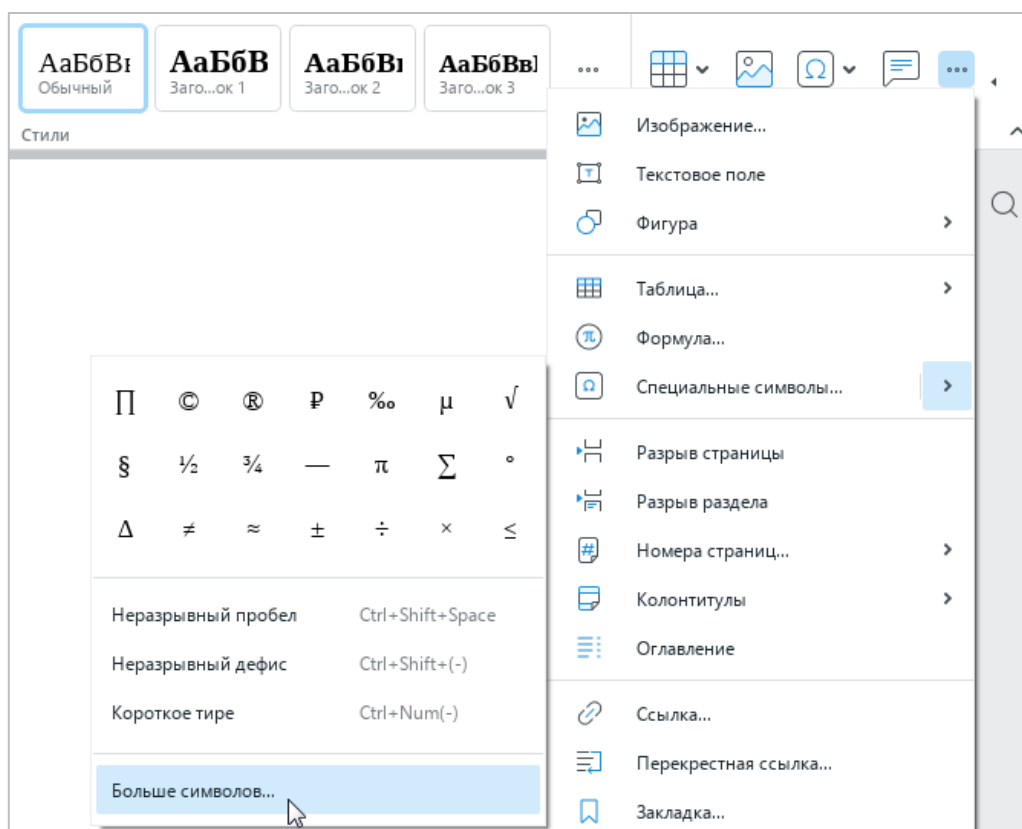 АаБбВв АаБбВ АаБбВı АаБбВвI
Обычный Заго...ок 1 Заго...ок 2 Заго...ок 3
Стили
Изображение...
Текстовое поле
Фигура
Таблица...
Формула...
Специальные символы...
Разрыв страницы
Разрыв раздела
Номера страниц...
Колонтитулы
Оглавление
Ссылка...
Перекрестная ссылка...
Закладка...
∏ © ® ₽ ‰ µ √
§ ½ ¾ — π ∑ °
Δ ≠ ≈ ± ÷ × ≤
Неразрывный пробел Ctrl+Shift+Space
Неразрывный дефис Ctrl+Shift+(-)
Короткое тире Ctrl+Num(-)
Больше символов...